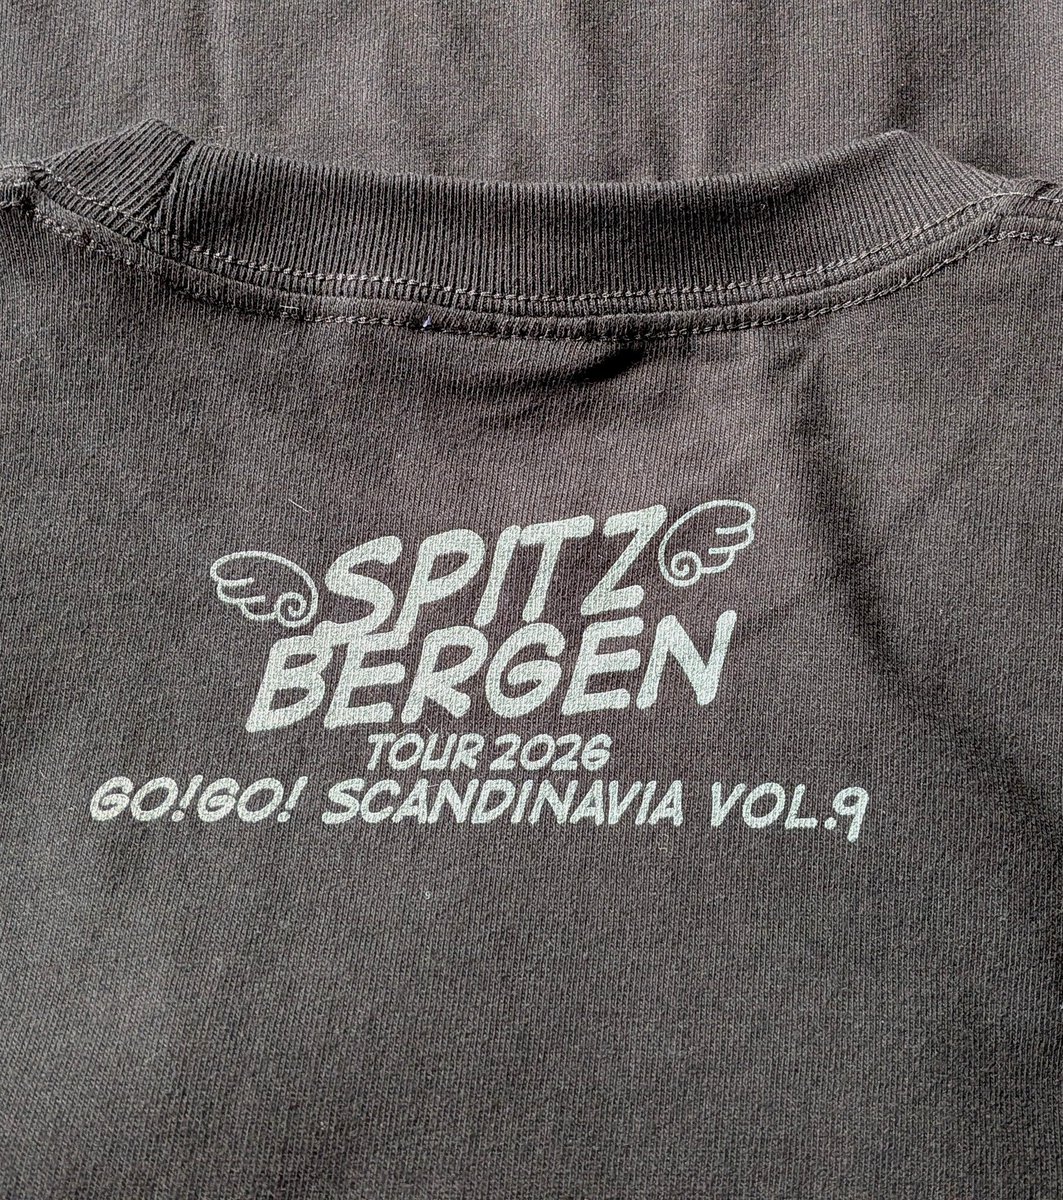 SPITZ
BERGEN
TOUR 2026
GO!GO! SCANDINAVIA VOL.9